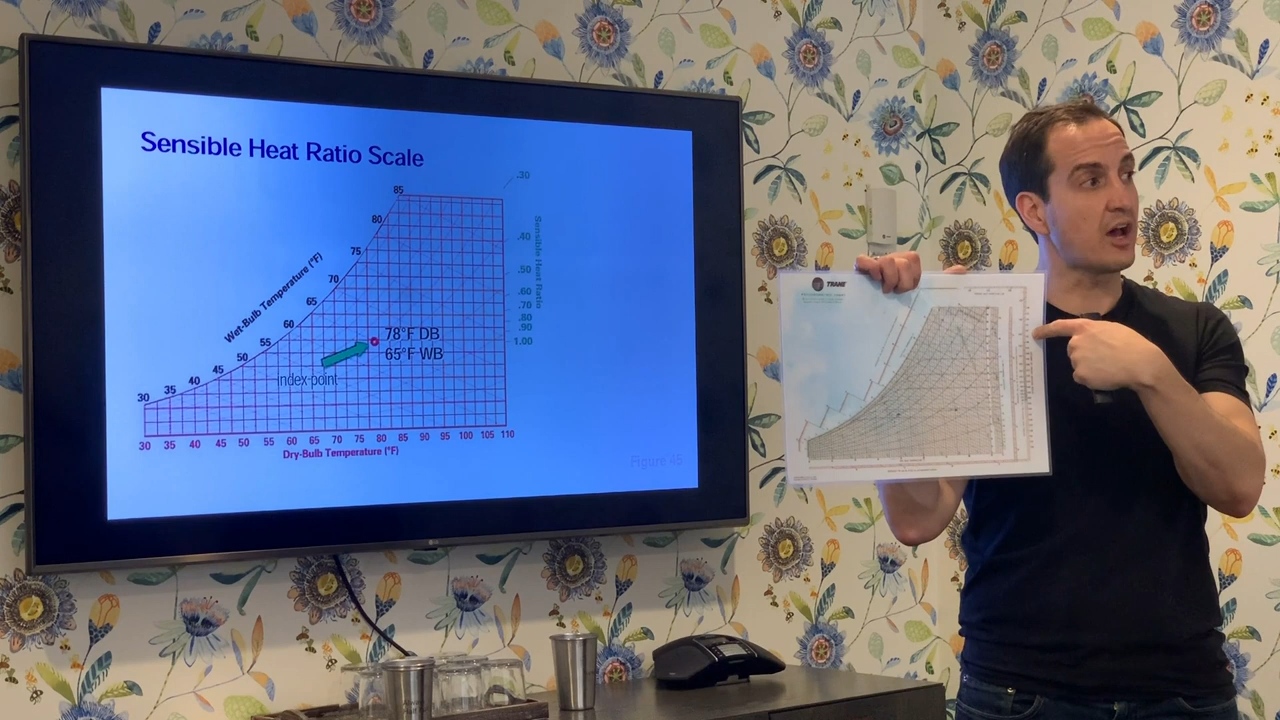 Sensible Heat Ratio Scale
.30
85
80
.40
Sensible Heat Ratio
75
Wet-Bulb Temperature (°F)
70
.50
65
.60
.70
60
.80
.90
78°F DB
55
1.00
65°F WB
50
45
Index point
40
35
30
30 35 40 45 50 55 60 65 70 75 80 85 90 95 100 105 110
Dry-Bulb Temperature (°F)
Figure 45
TRANE